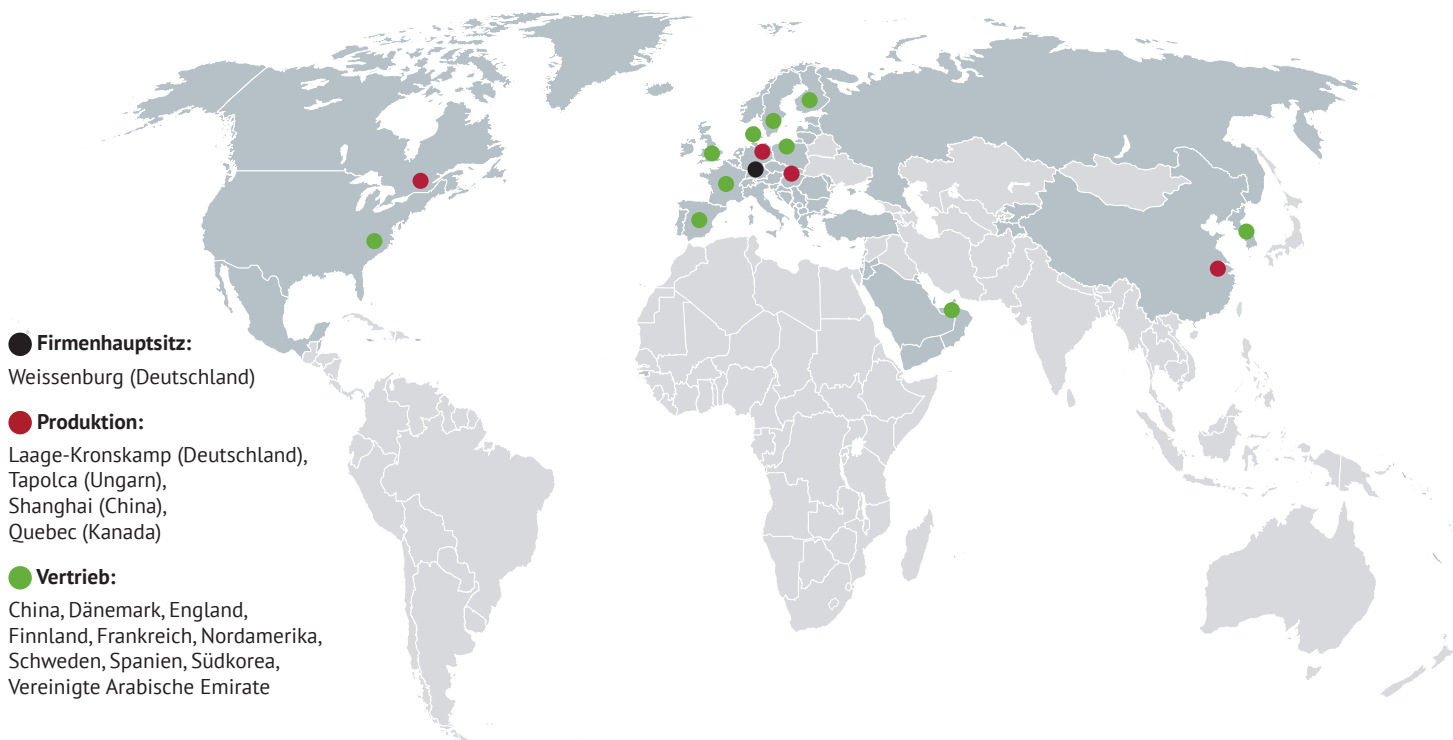 Firmenhauptsitz:
Weissenburg (Deutschland)
Produktion:
Laage-Kronskamp (Deutschland),
Tapolca (Ungarn),
Shanghai (China),
Quebec (Kanada)
Vertrieb:
China, Dänemark, England,
Finnland, Frankreich, Nordamerika,
Schweden, Spanien, Südkorea,
Vereinigte Arabische Emirate